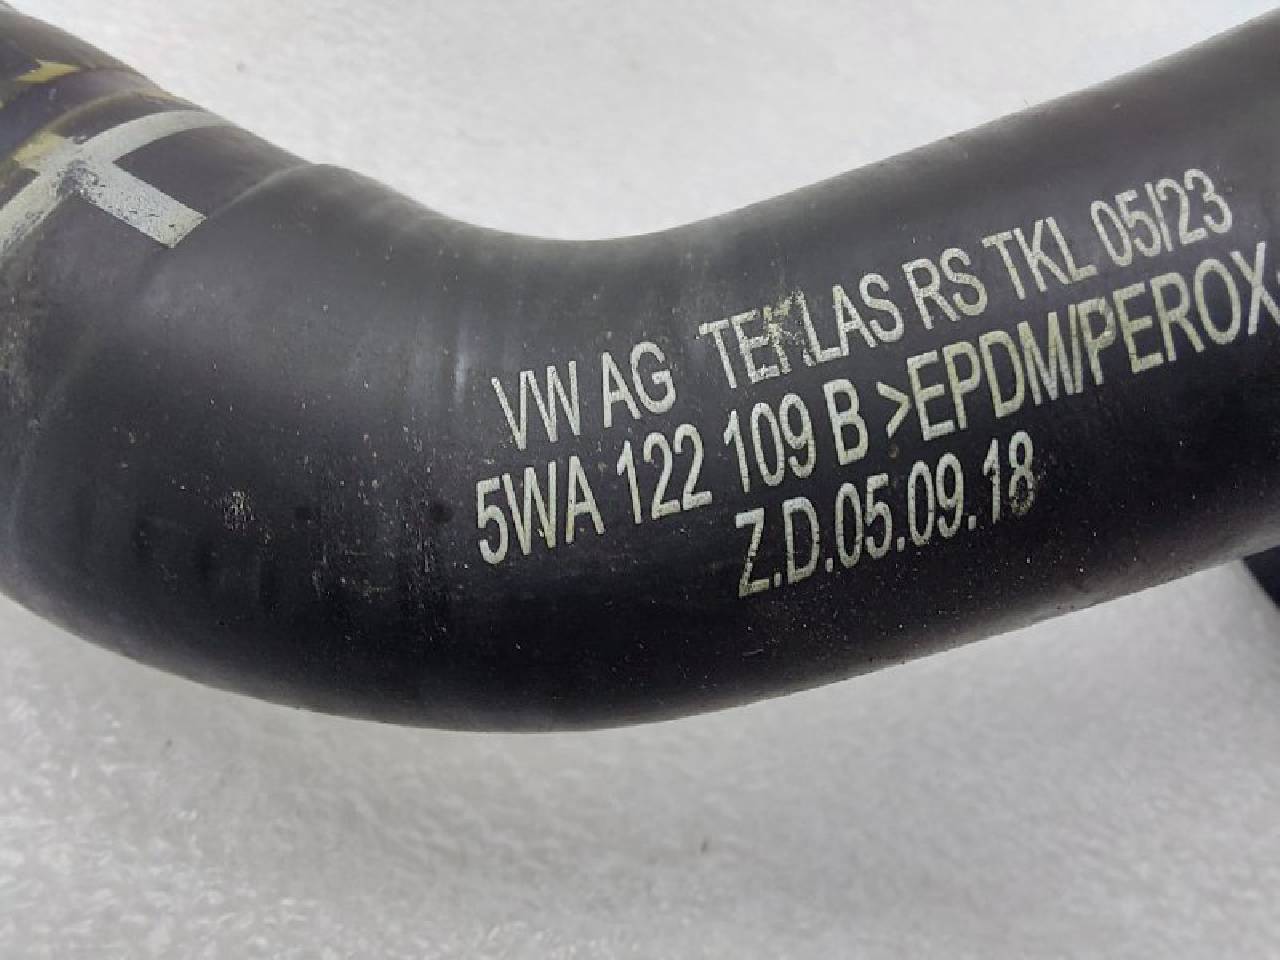 VW AG TEKLAS RS TKL 05/23
5WA 122 109 B >EPDM/PEROX
Z.D.05.09.18